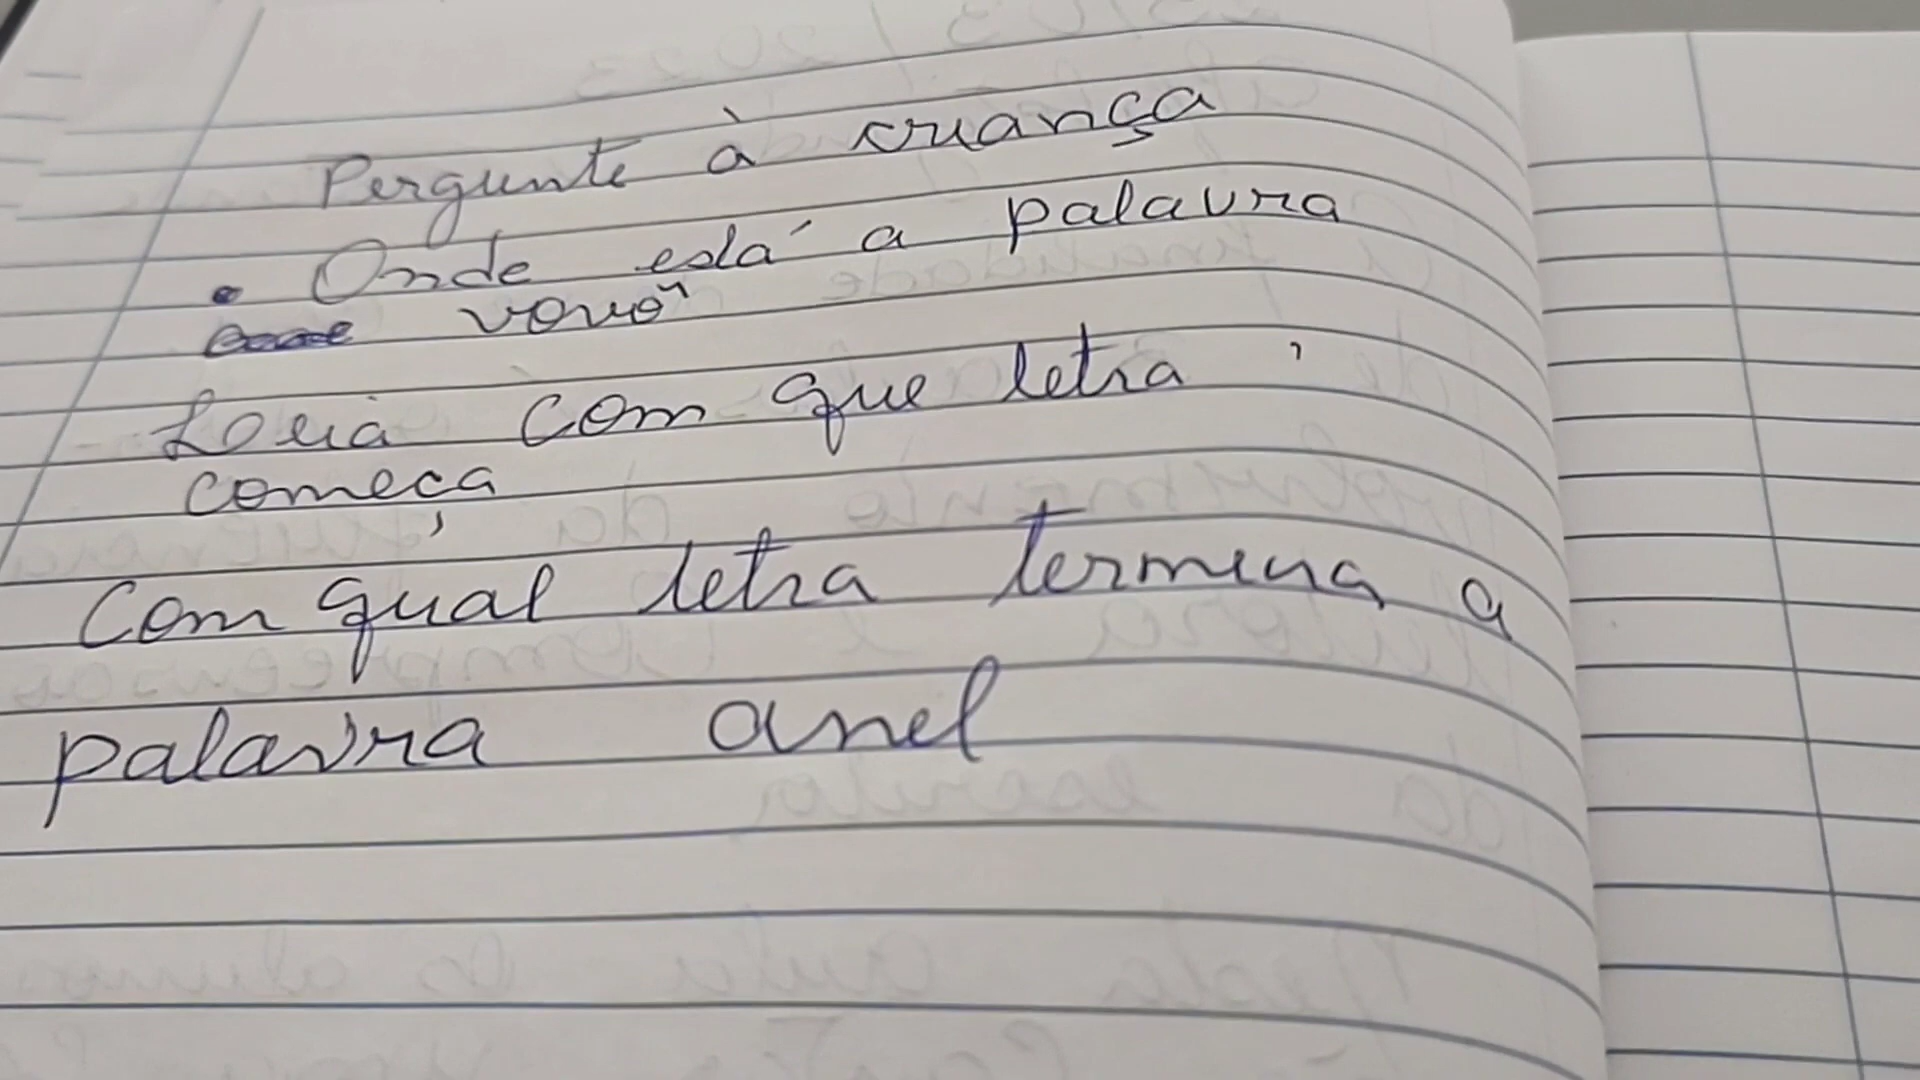 Pergunte à criança
• Onde está a palavra
vovô
com que letra
começa
Com qual letra termina a
palavra anel